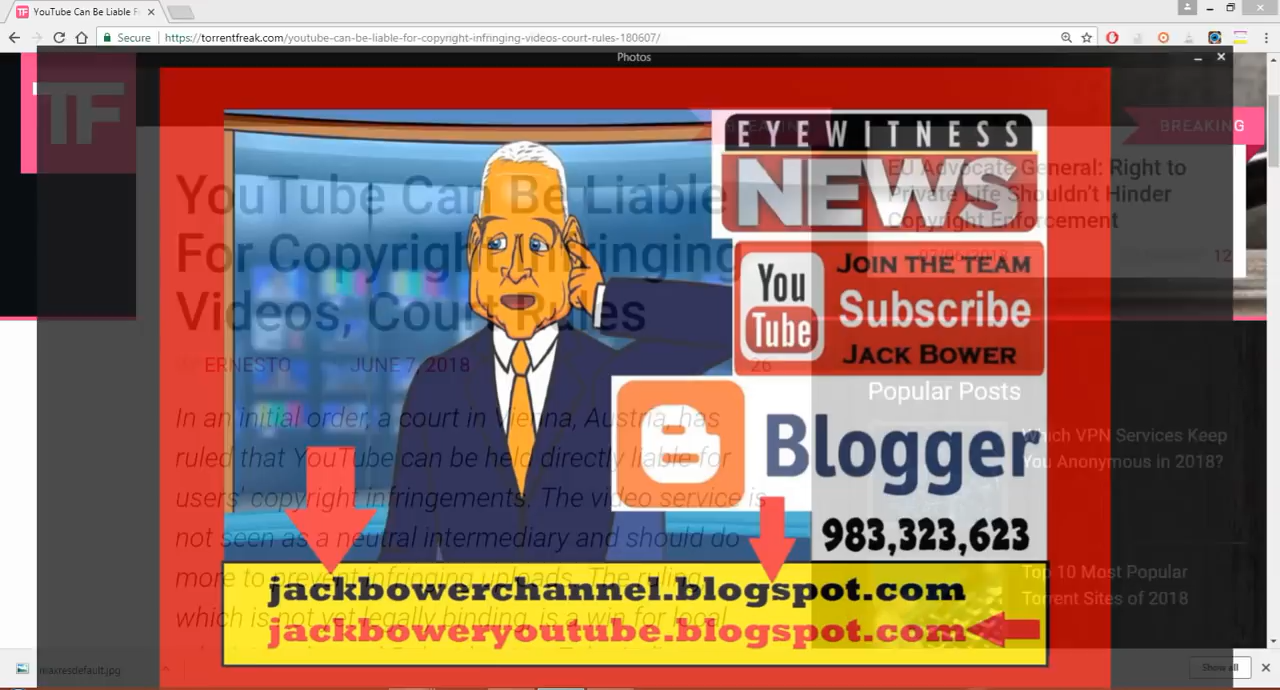 YouTube Can Be Liable F
Secure
https://torrentfreak.com/youtube-can-be-liable-for-copyright-infringing-videos-court-rules-180607/
Photos
TF
BREAKING
EYEWITNESS
NEWS
EU Advocate General: Right to
Private Life Shouldn't Hinder
Copyright Enforcement
07/06/2018
12
YouTube Can Be Liable
For Copyright Infringing
Videos, Court Rules
You
Tube
JOIN THE TEAM
Subscribe
JACK BOWER
ERNESTO
JUNE 7, 2018
26
Popular Posts
In an initial order, a court in Vienna, Austria, has
ruled that YouTube can be held directly liable for
users' copyright infringements. The video service is
not seen as a neutral intermediary and should do
more to prevent infringing uploads. The ruling,
which is not yet legally binding, is a win for local
Blogger
983,323,623
Which VPN Services Keep
You Anonymous in 2018?
Top 10 Most Popular
Torrent Sites of 2018
jackbowerchannel.blogspot.com
jackboweryoutube.blogspot.com
Show all